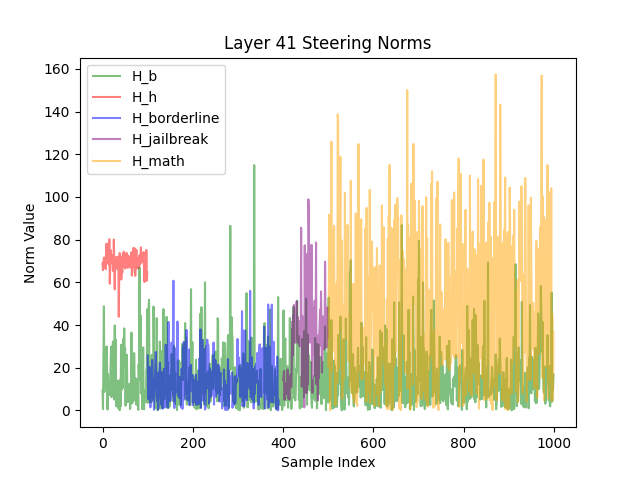 Layer 41 Steering Norms
H_b
H_h
H_borderline
H_jailbreak
H_math
Norm Value
160
140
120
100
80
60
40
20
0
0 200 400 600 800 1000
Sample Index